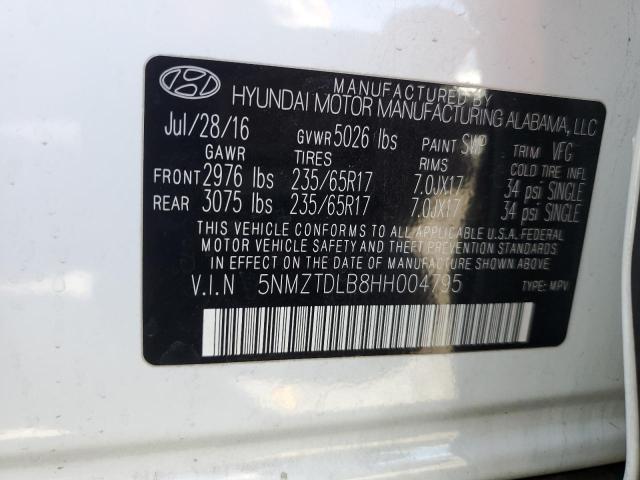 MANUFACTURED BY
HYUNDAI MOTOR MANUFACTURING ALABAMA, LLC
Jul/28/16 GVWR 5026 lbs PAINT SWP TRIM VFG
GAWR TIRES RIMS COLD TIRE INFL
FRONT 2976 lbs 235/65R17 7.0JX17 34 psi SINGLE
REAR 3075 lbs 235/65R17 7.0JX17 34 psi SINGLE
THIS VEHICLE CONFORMS TO ALL APPLICABLE U.S.A. FEDERAL
MOTOR VEHICLE SAFETY AND THEFT PREVENTION STANDARDS
IN EFFECT ON THE DATE OF MANUFACTURE SHOWN ABOVE.
V.I.N 5NMZTDLB8HH004795 TYPE: MPV